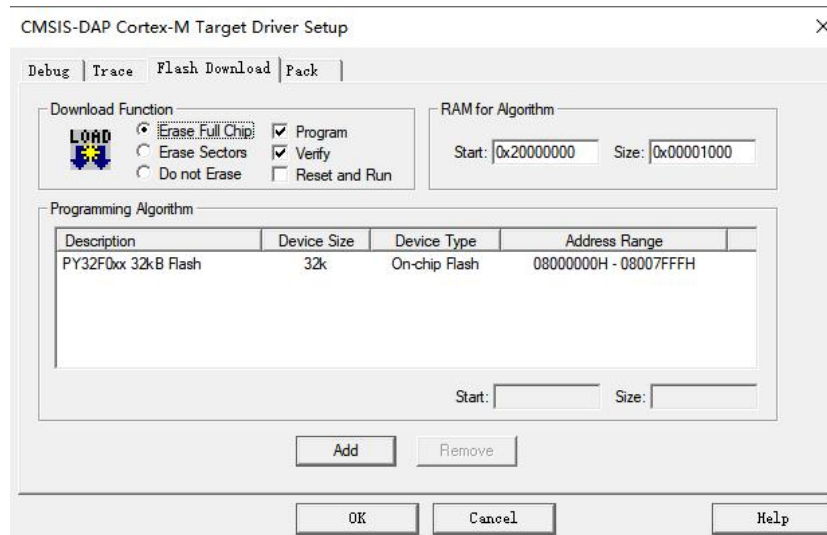 CMSIS-DAP Cortex-M Target Driver Setup
Debug Trace Flash Download Pack
Download Function
LOAD
Erase Full Chip
Erase Sectors
Do not Erase
Program
Verify
Reset and Run
RAM for Algorithm
Start: 0x20000000 Size: 0x00001000
Programming Algorithm
Description Device Size Device Type Address Range
PY32F0xx 32kB Flash 32k On-chip Flash 08000000H - 08007FFFH
Start: Size:
Add Remove
OK Cancel Help